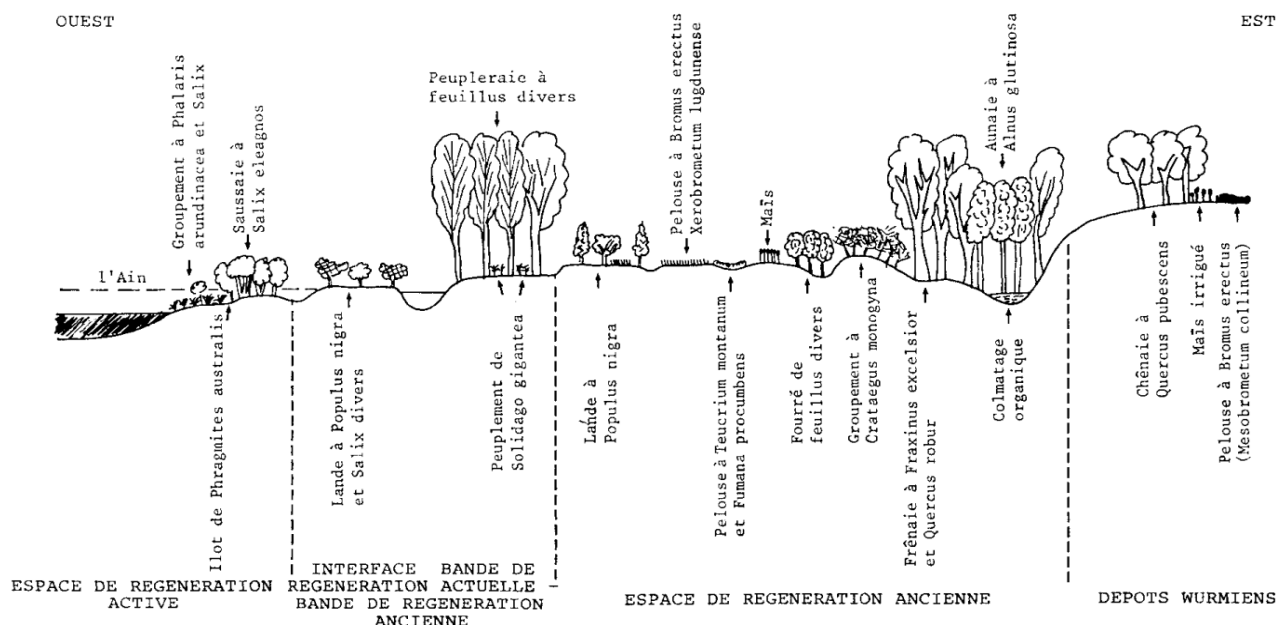 OUEST
EST
Groupement à Phalaris
arundinacea et Salix
Saussaie à
Salix eleagnos
Peupleraic à
feuillus divers
Pelouse à Bromus erectus
Xerobrometum lugdunense
Maïs
Aunaie à
Alnus glutinosa
l'Ain
Ilot de Phragmites australis
Lande à Populus nigra
et Salix divers
Peuplement de
Solidago gigantea
Lande à
Populus nigra
Pelouse à Teucrium montanum
et Fumana procumbens
Fourré de
feuillus divers
Groupement à
Crataegus monogyna
Frênaie à Fraxinus excelsior
et Quercus robur
Colmatage
organique
Chênaie à
Quercus pubescens
Maïs irrigué
Pelouse à Bromus erectus
(Mesobrometum collineum)
ESPACE DE REGENERATION
ACTIVE
INTERFACE BANDE DE
REGENERATION ACTUELLE -
BANDE DE REGENERATION
ANCIENNE
ESPACE DE REGENERATION ANCIENNE
DEPOTS WURMIENS